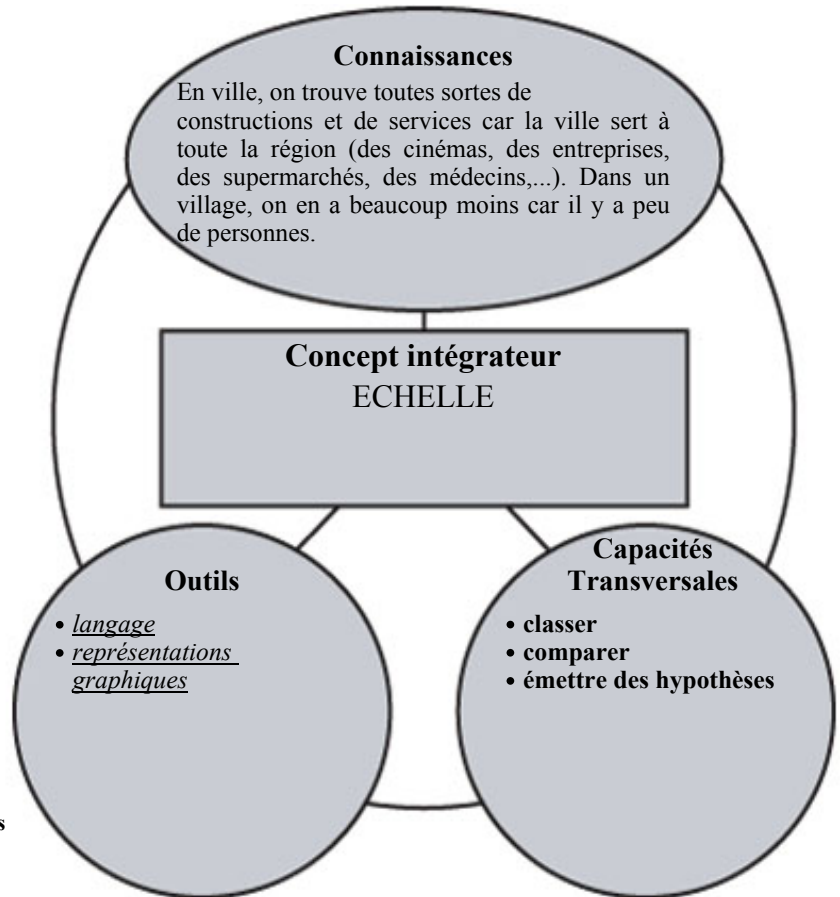 Connaissances
En ville, on trouve toutes sortes de
constructions et de services car la ville sert à
toute la région (des cinémas, des entreprises,
des supermarchés, des médecins,...). Dans un
village, on en a beaucoup moins car il y a peu
de personnes.
Concept intégrateur
ECHELLE
Outils
• langage
• représentations
graphiques
Capacités
Transversales
• classer
• comparer
• émettre des hypothèses
s